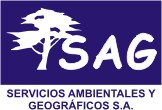 SAG
SERVICIOS AMBIENTALES Y
GEOGRÁFICOS S.A.